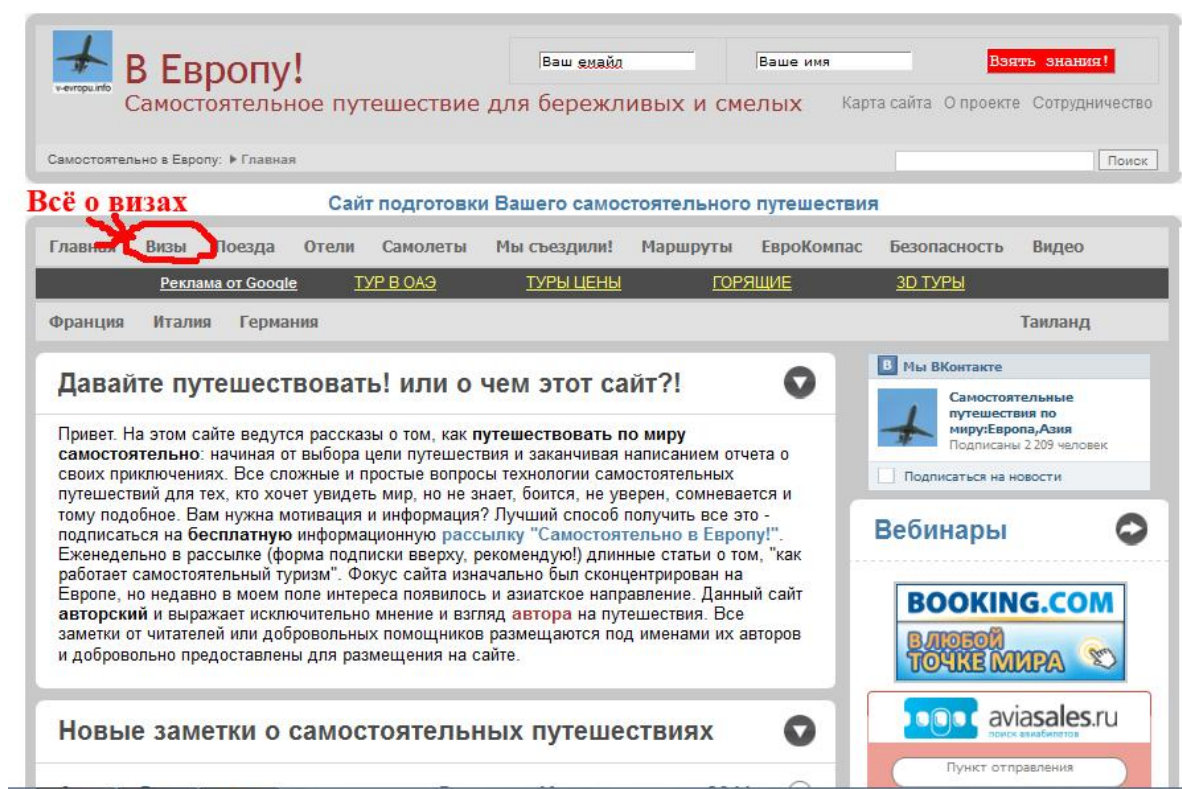 v-evropu.info
В Европу!
Самостоятельное путешествие для бережливых и смелых
Ваш емайл
Ваше имя
Взять знания!
Карта сайта О проекте Сотрудничество
Самостоятельно в Европу: Главная
Поиск
Всё о визах
Сайт подготовки Вашего самостоятельного путешествия
Главная Визы Поезда Отели Самолеты Мы съездили! Маршруты ЕвроКомпас Безопасность Видео
Реклама от Google ТУР В ОАЭ ТУРЫ ЦЕНЫ ГОРЯЩИЕ 3D ТУРЫ
Франция Италия Германия Таиланд
Давайте путешествовать! или о чем этот сайт?!
Привет. На этом сайте ведутся рассказы о том, как путешествовать по миру
самостоятельно: начиная от выбора цели путешествия и заканчивая написанием отчета о
своих приключениях. Все сложные и простые вопросы технологии самостоятельных
путешествий для тех, кто хочет увидеть мир, но не знает, боится, не уверен, сомневается и
тому подобное. Вам нужна мотивация и информация? Лучший способ получить все это -
подписаться на бесплатную информационную рассылку "Самостоятельно в Европу!".
Еженедельно в рассылке (форма подписки вверху, рекомендую!) длинные статьи о том, "как
работает самостоятельный туризм". Фокус сайта изначально был сконцентрирован на
Европе, но недавно в моем поле интереса появилось и азиатское направление. Данный сайт
авторский и выражает исключительно мнение и взгляд автора на путешествия. Все
заметки от читателей или добровольных помощников размещаются под именами их авторов
и добровольно предоставлены для размещения на сайте.
Новые заметки о самостоятельных путешествиях
В Мы ВКонтакте
Самостоятельные
путешествия по
миру:Европа,Азия
Подписаны 2 209 человек
Подписаться на новости
Вебинары
BOOKING.COM
В ЛЮБОЙ
ТОЧКЕ МИРА
aviasales.ru
поиск авиабилетов
Пункт отправления